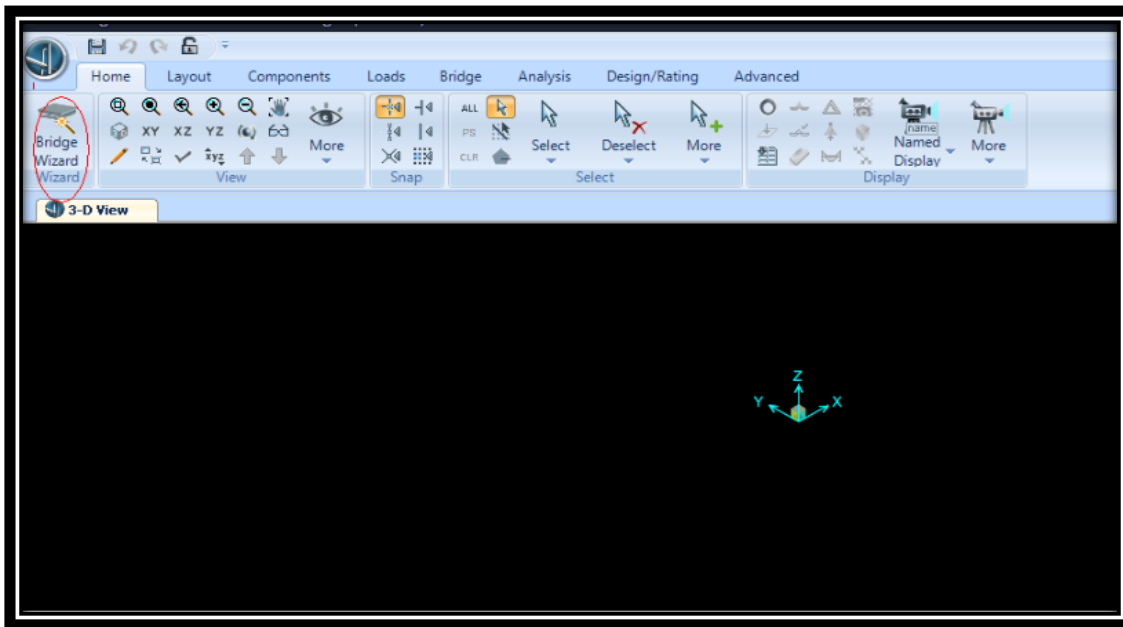 Home Layout Components Loads Bridge Analysis Design/Rating Advanced
Bridge
Wizard
Wizard
XY XZ YZ
xyz
More
View
Snap
ALL
PS
CLR
Select
Deselect
More
Select
name
Named
Display
More
Display
3-D View
Z
Y
X